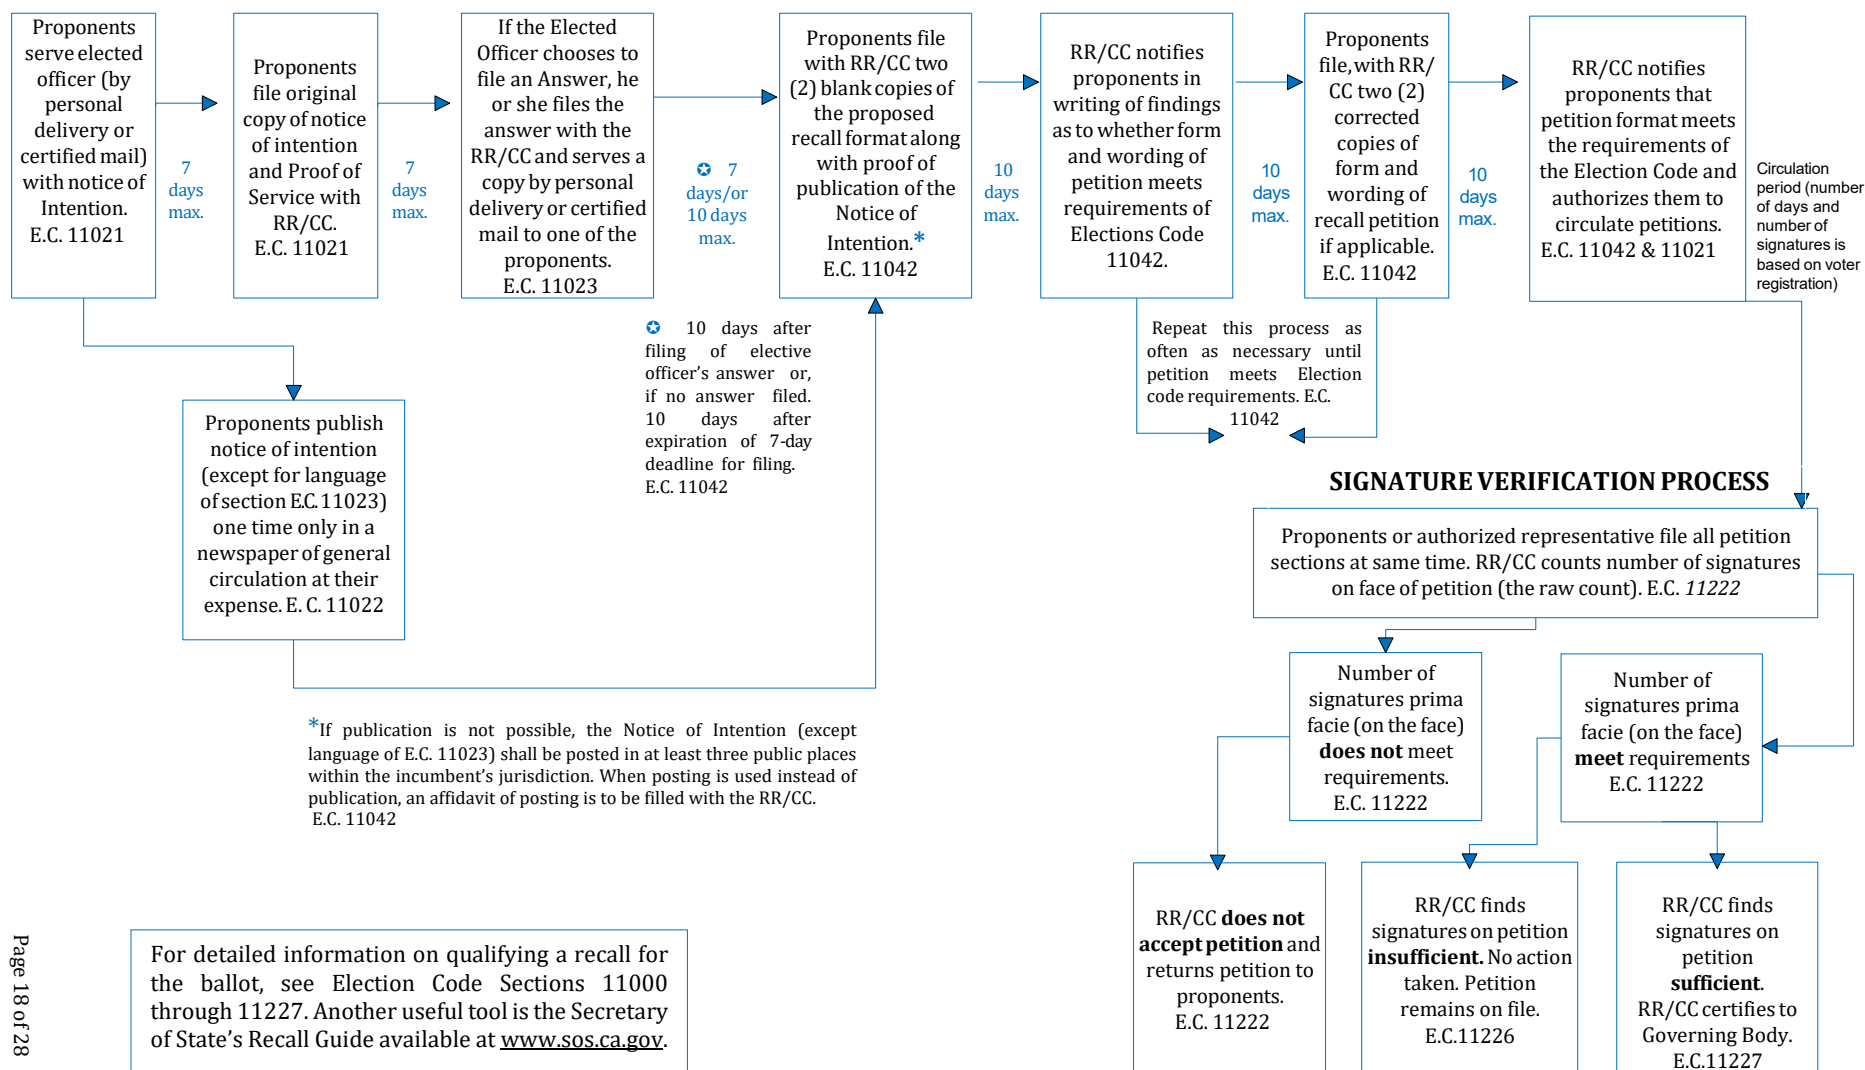 Proponents
serve elected
officer (by
personal
delivery or
certified mail)
with notice of
Intention.
E.C. 11021
7
days
max.
Proponents
file original
copy of notice
of intention
and Proof of
Service with
RR/CC.
E.C. 11021
7
days
max.
If the Elected
Officer chooses to
file an Answer, he
or she files the
answer with the
RR/CC and serves a
copy by personal
delivery or certified
mail to one of the
proponents.
E.C. 11023
✪ 7
days/or
10 days
max.
Proponents file
with RR/CC two
(2) blank copies of
the proposed
recall format along
with proof of
publication of the
Notice of
Intention.*
E.C. 11042
10
days
max.
RR/CC notifies
proponents in
writing of findings
as to whether form
and wording of
petition meets
requirements of
Elections Code
11042.
10
days
max.
Proponents
file, with RR/
CC two (2)
corrected
copies of
form and
wording of
recall petition
if applicable.
E.C. 11042
10
days
max.
RR/CC notifies
proponents that
petition format meets
the requirements of
the Election Code and
authorizes them to
circulate petitions.
E.C. 11042 & 11021
Circulation
period (number
of days and
number of
signatures is
based on voter
registration)
✪ 10 days after
filing of elective
officer's answer or,
if no answer filed.
10 days after
expiration of 7-day
deadline for filing.
E.C. 11042
Repeat this process as
often as necessary until
petition meets Election
code requirements. E.C.
11042
Proponents publish
notice of intention
(except for language
of section E.C. 11023)
one time only in a
newspaper of general
circulation at their
expense. E. C. 11022
*If publication is not possible, the Notice of Intention (except
language of E.C. 11023) shall be posted in at least three public places
within the incumbent's jurisdiction. When posting is used instead of
publication, an affidavit of posting is to be filled with the RR/CC.
E.C. 11042
SIGNATURE VERIFICATION PROCESS
Proponents or authorized representative file all petition
sections at same time. RR/CC counts number of signatures
on face of petition (the raw count). E.C. 11222
Number of
signatures prima
facie (on the face)
does not meet
requirements.
E.C. 11222
Number of
signatures prima
facie (on the face)
meet requirements
E.C. 11222
RR/CC does not
accept petition and
returns petition to
proponents.
E.C. 11222
RR/CC finds
signatures on petition
insufficient. No action
taken. Petition
remains on file.
E.C.11226
RR/CC finds
signatures on
petition
sufficient.
RR/CC certifies to
Governing Body.
E.C.11227
For detailed information on qualifying a recall for
the ballot, see Election Code Sections 11000
through 11227. Another useful tool is the Secretary
of State's Recall Guide available at www.sos.ca.gov.
Page 18 of 28